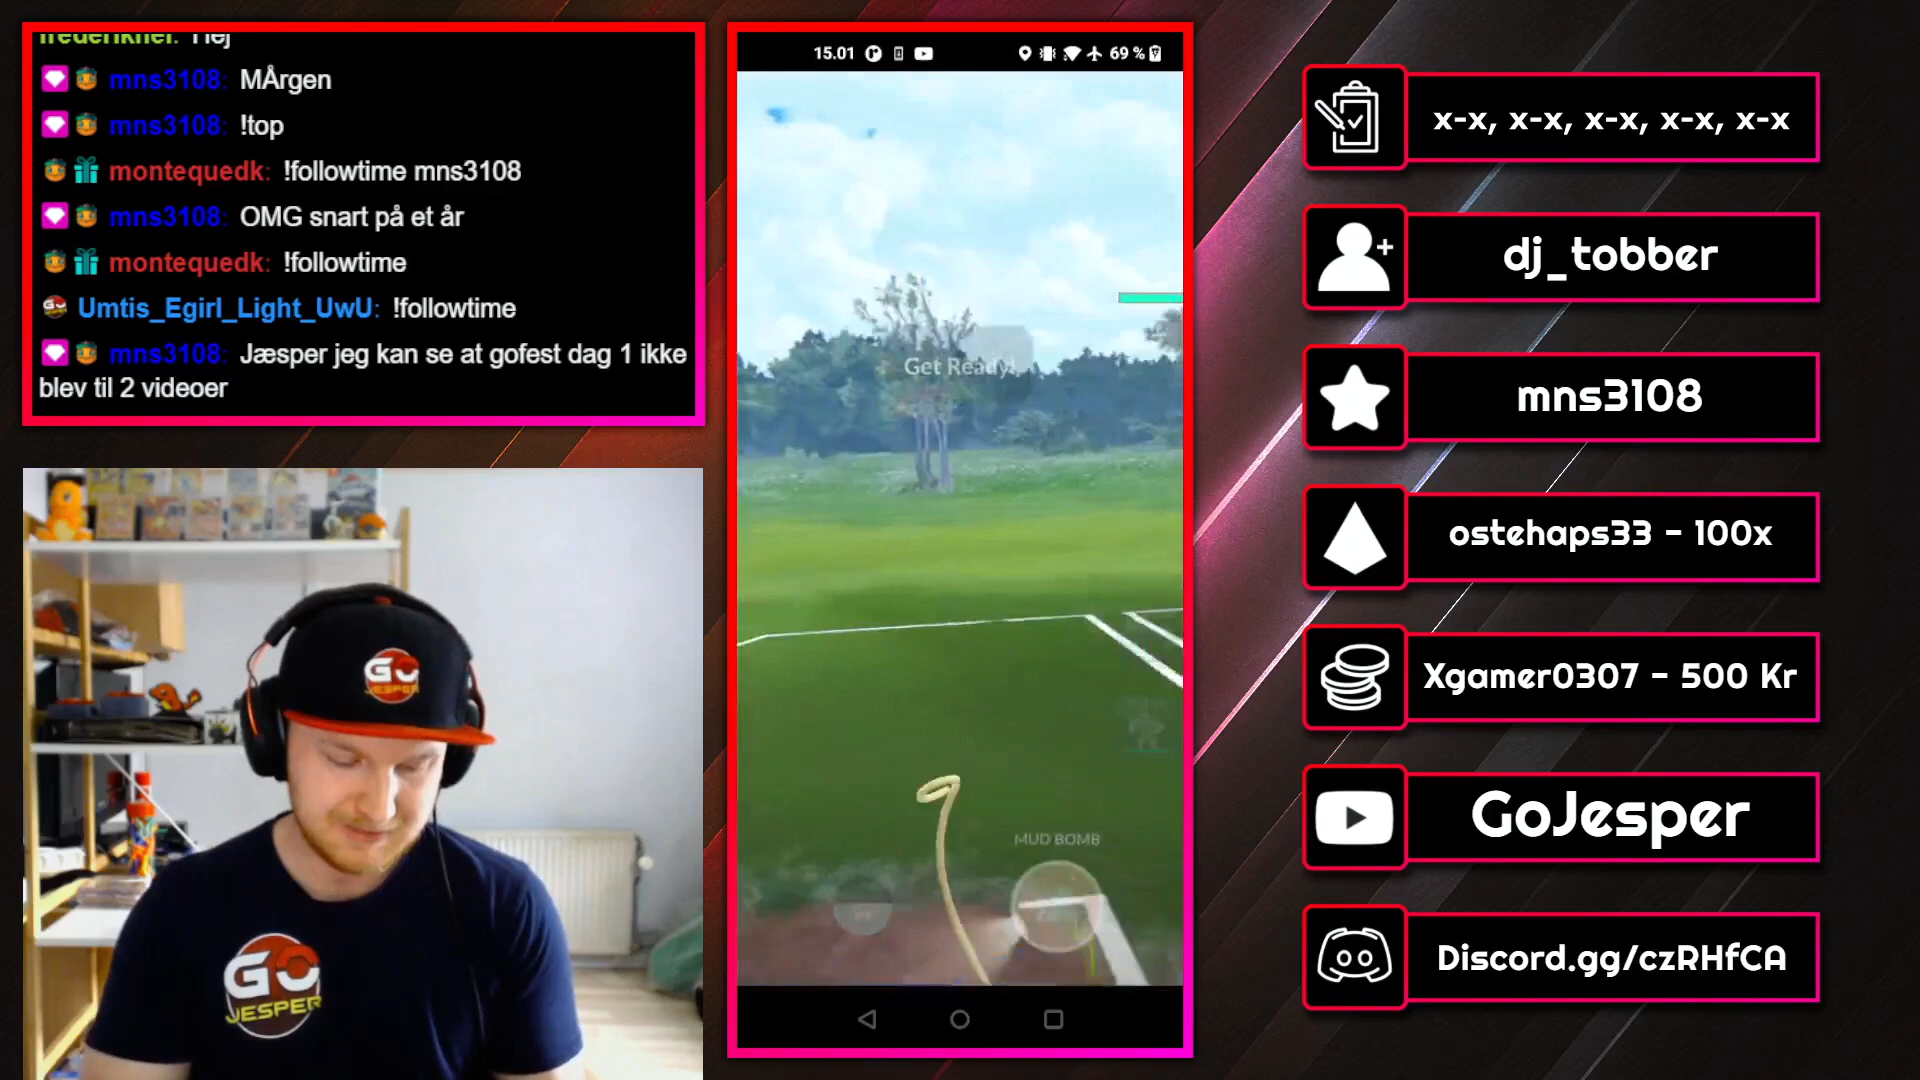 frederikhel: Hej
mns3108: MÅrgen
mns3108: !top
montequedk: !followtime mns3108
mns3108: OMG snart på et år
montequedk: !followtime
Umtis_Egirl_Light_UwU: !followtime
mns3108: Jæsper jeg kan se at gofest dag 1 ikke
blev til 2 videoer
GO
JESPER
GO
JESPER
15.01
69 %
Get Ready!
MUD BOMB
x-x, x-x, x-x, x-x, x-x
dj_tobber
mns3108
ostehaps33 - 100x
Xgamer0307 - 500 Kr
GoJesper
Discord.gg/czRHfCA